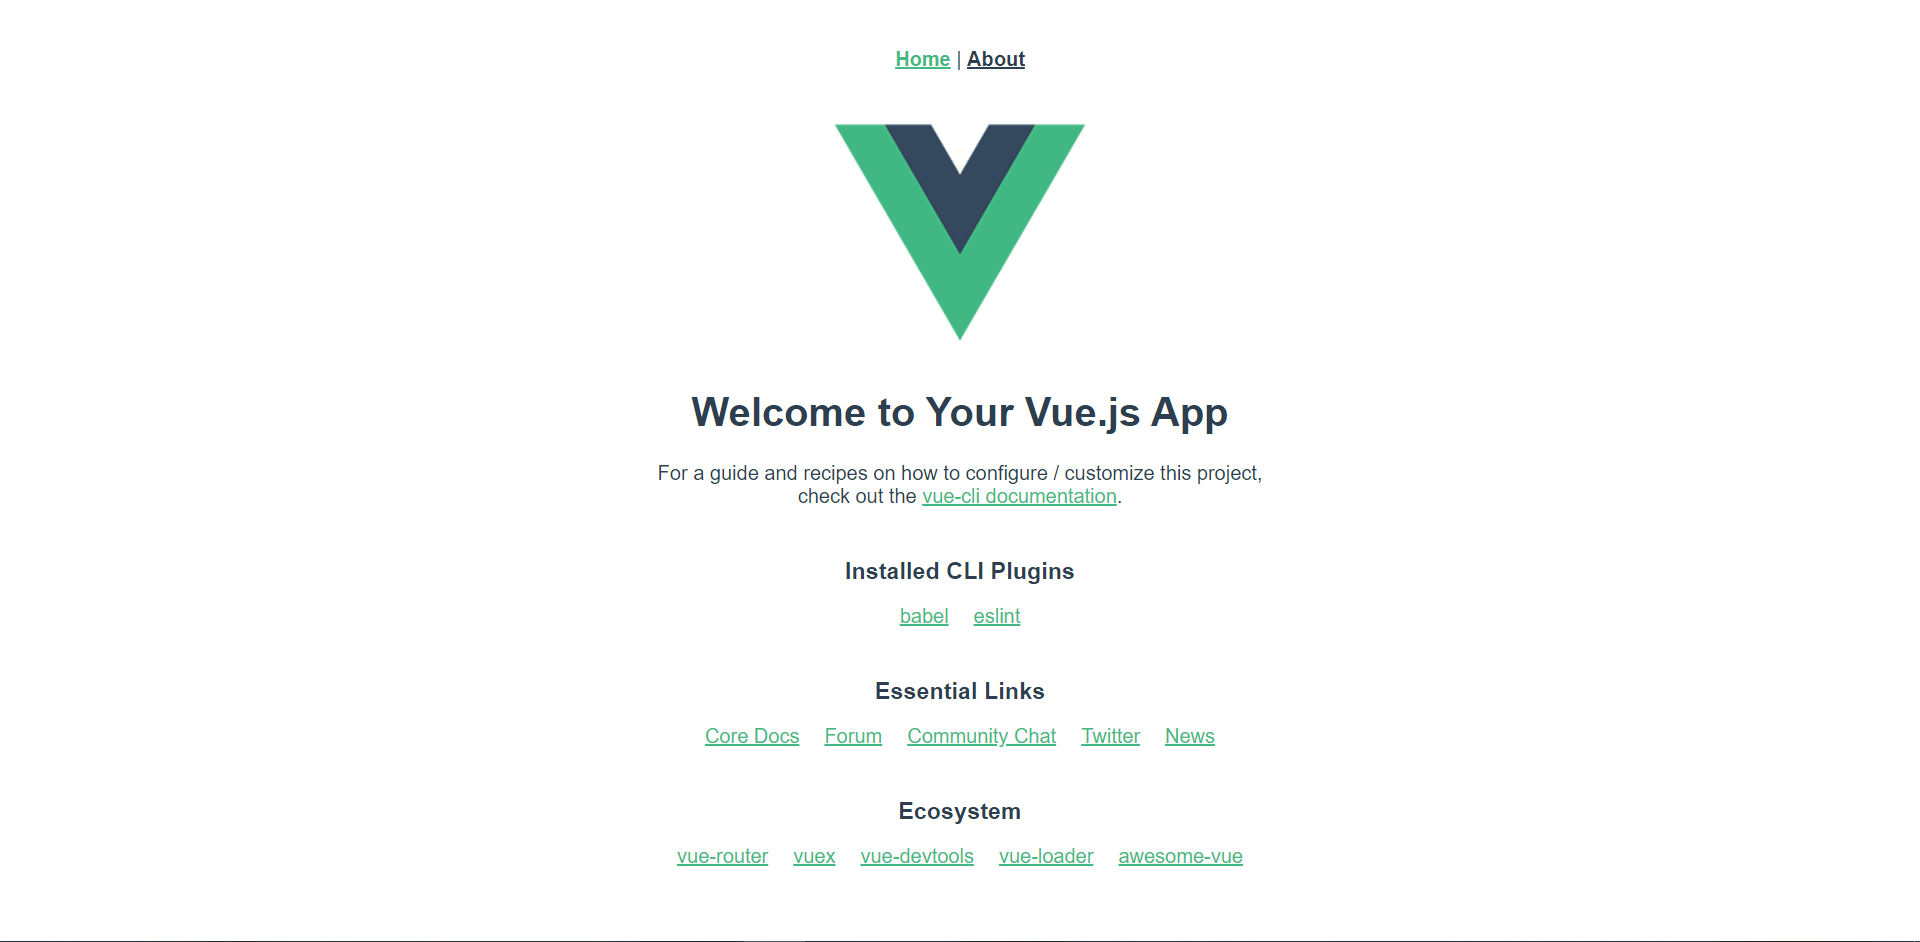 Home | About
Welcome to Your Vue.js App
For a guide and recipes on how to configure / customize this project,
check out the vue-cli documentation.
Installed CLI Plugins
babel eslint
Essential Links
Core Docs Forum Community Chat Twitter News
Ecosystem
vue-router vuex vue-devtools vue-loader awesome-vue